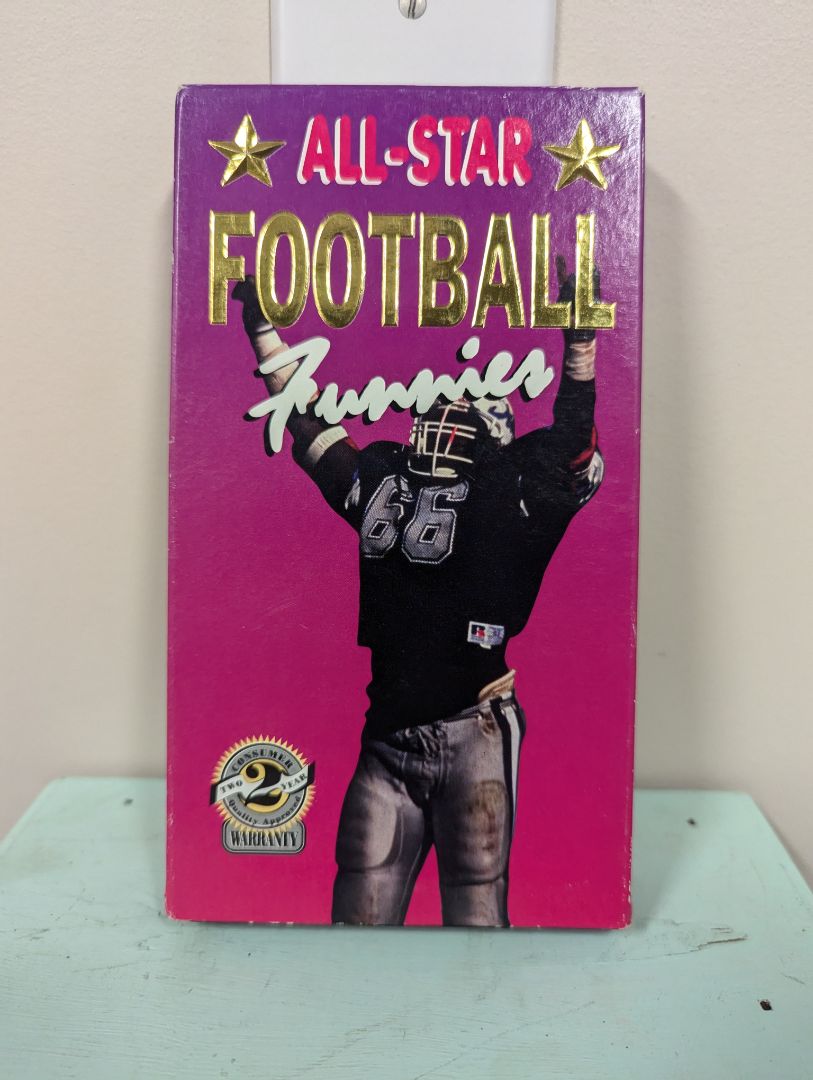 ALL-STAR
FOOTBALL
Funnies
66
R
CONSUMER
TWO 2 YEAR
Quality Approved
WARRANTY